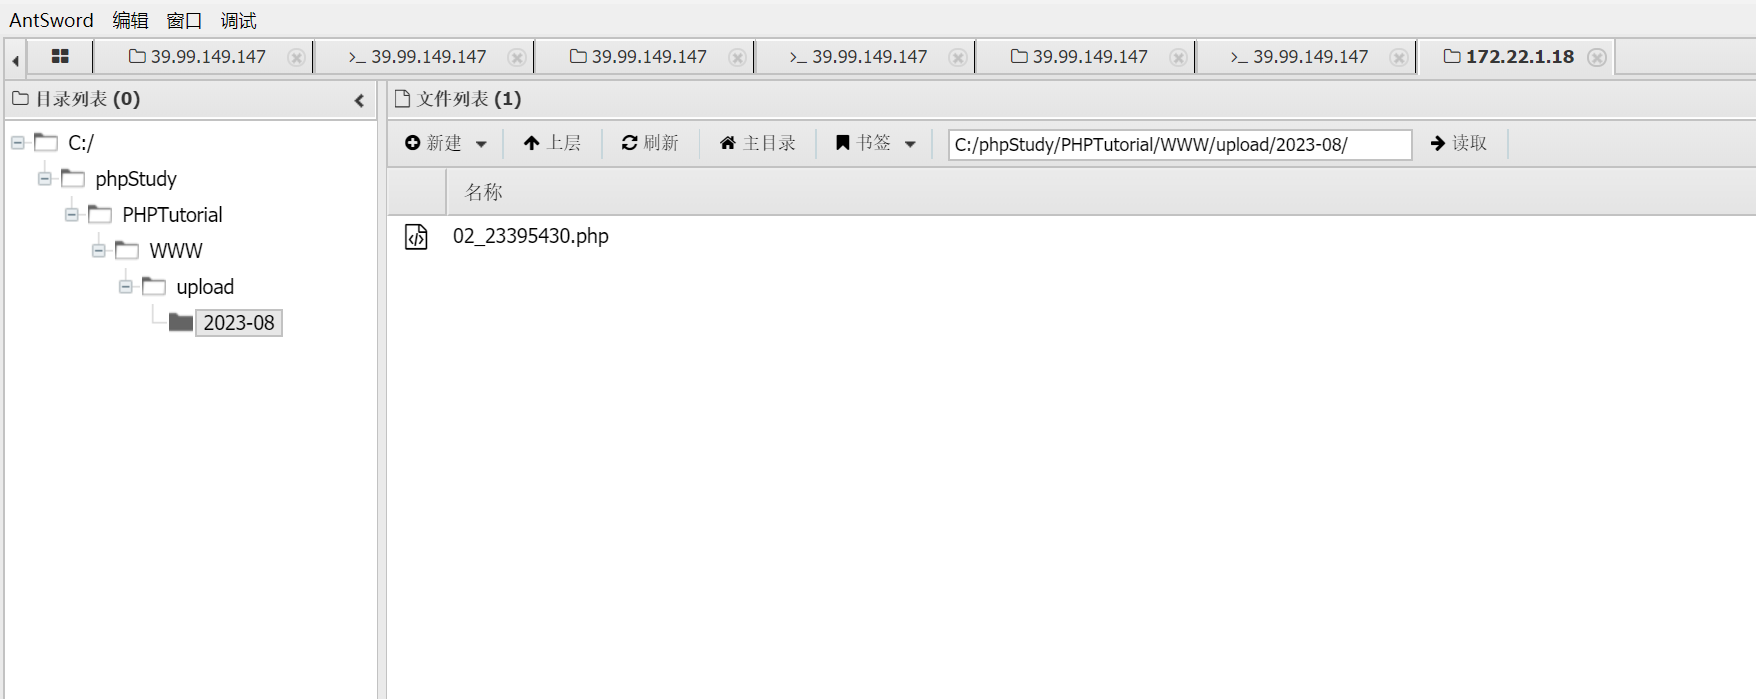 AntSword 编辑 窗口 调试
39.99.149.147 >_ 39.99.149.147 39.99.149.147 >_ 39.99.149.147 39.99.149.147 >_ 39.99.149.147 172.22.1.18
目录列表 (0)
文件列表 (1)
新建 上层 刷新 主目录 书签 C:/phpStudy/PHPTutorial/WWW/upload/2023-08/ 读取
C:/
phpStudy
PHPTutorial
WWW
upload
2023-08
名称
02_23395430.php